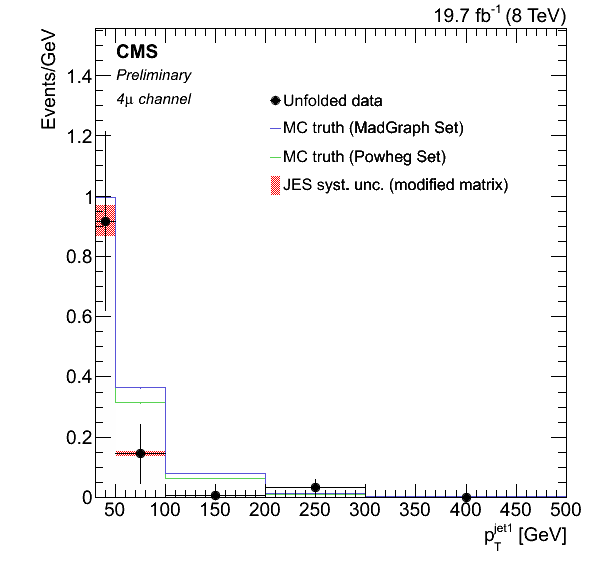 19.7 fb⁻¹ (8 TeV)
CMS
Preliminary
4μ channel
Unfolded data
MC truth (MadGraph Set)
MC truth (Powheg Set)
JES syst. unc. (modified matrix)
Events/GeV
1.4
1.2
1
0.8
0.6
0.4
0.2
0
50 100 150 200 250 300 350 400 450 500
p_T^jet1 [GeV]